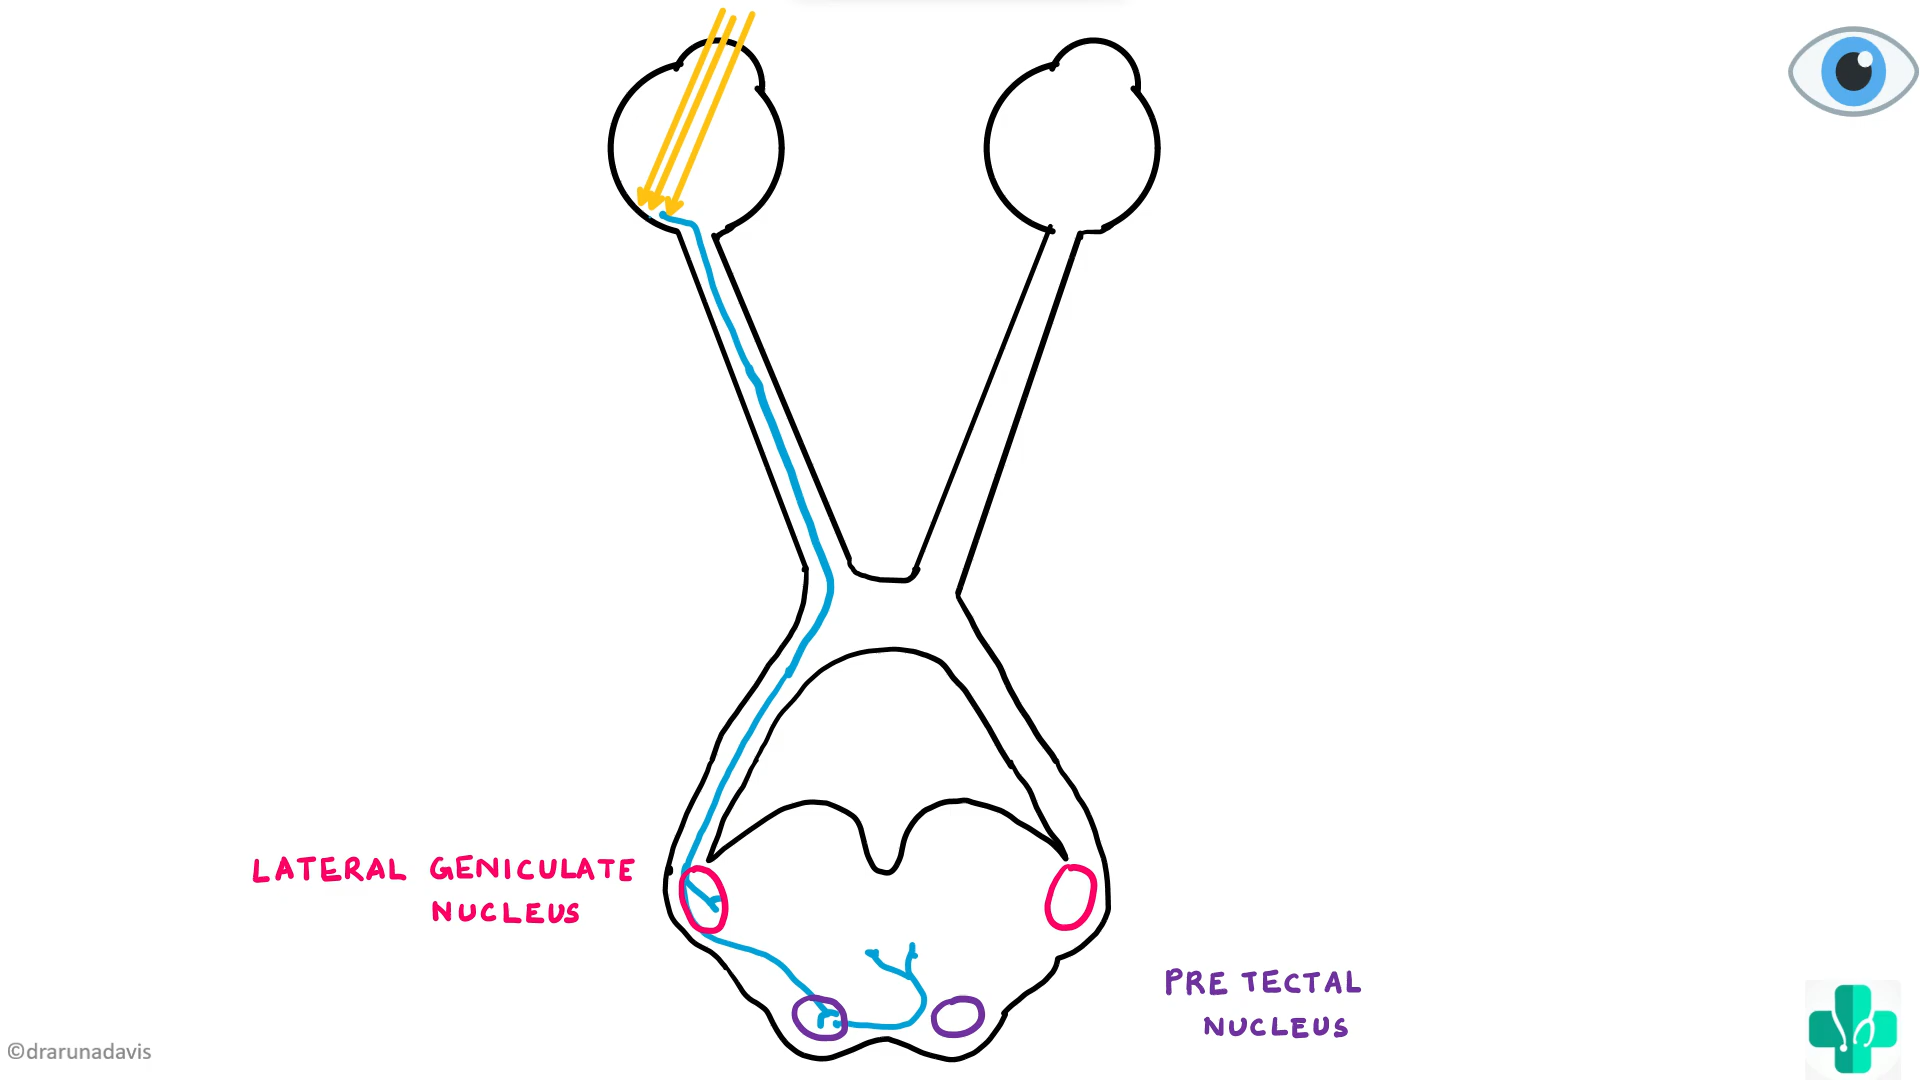 LATERAL GENICULATE
NUCLEUS
PRE TECTAL
NUCLEUS
©drarunadavis